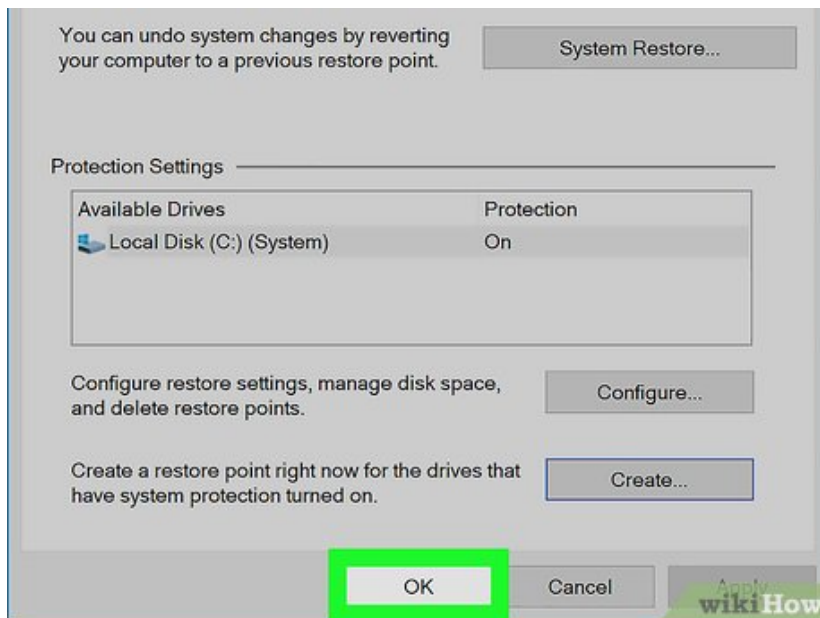 You can undo system changes by reverting
your computer to a previous restore point.
System Restore...
Protection Settings
Available Drives Protection
Local Disk (C:) (System) On
Configure restore settings, manage disk space,
and delete restore points.
Configure...
Create a restore point right now for the drives that
have system protection turned on.
Create...
OK Cancel Apply
wikiHow